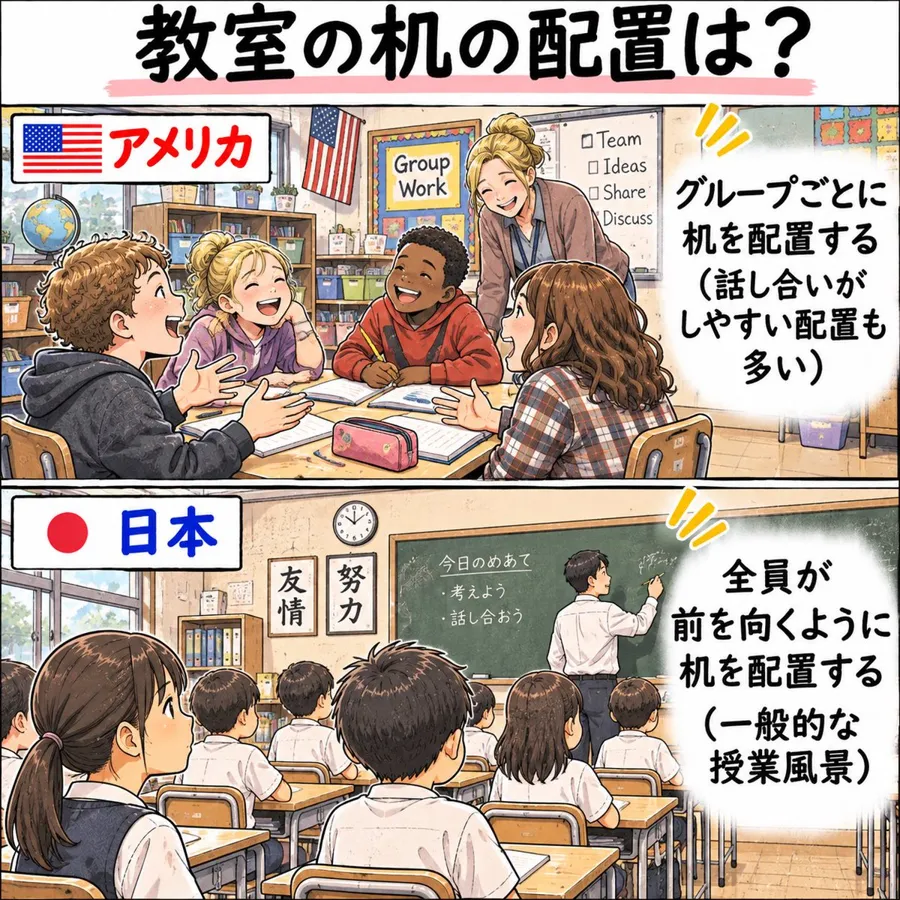 教室の机の配置は？
アメリカ
Group
Work
□ Team
□ Ideas
□ Share
□ Discuss
グループごとに
机を配置する
（話し合いが
しやすい配置も
多い）
日本
友情
努力
今日のめあて
・考えよう
・話し合おう
全員が
前を向くように
机を配置する
（一般的な
授業風景）